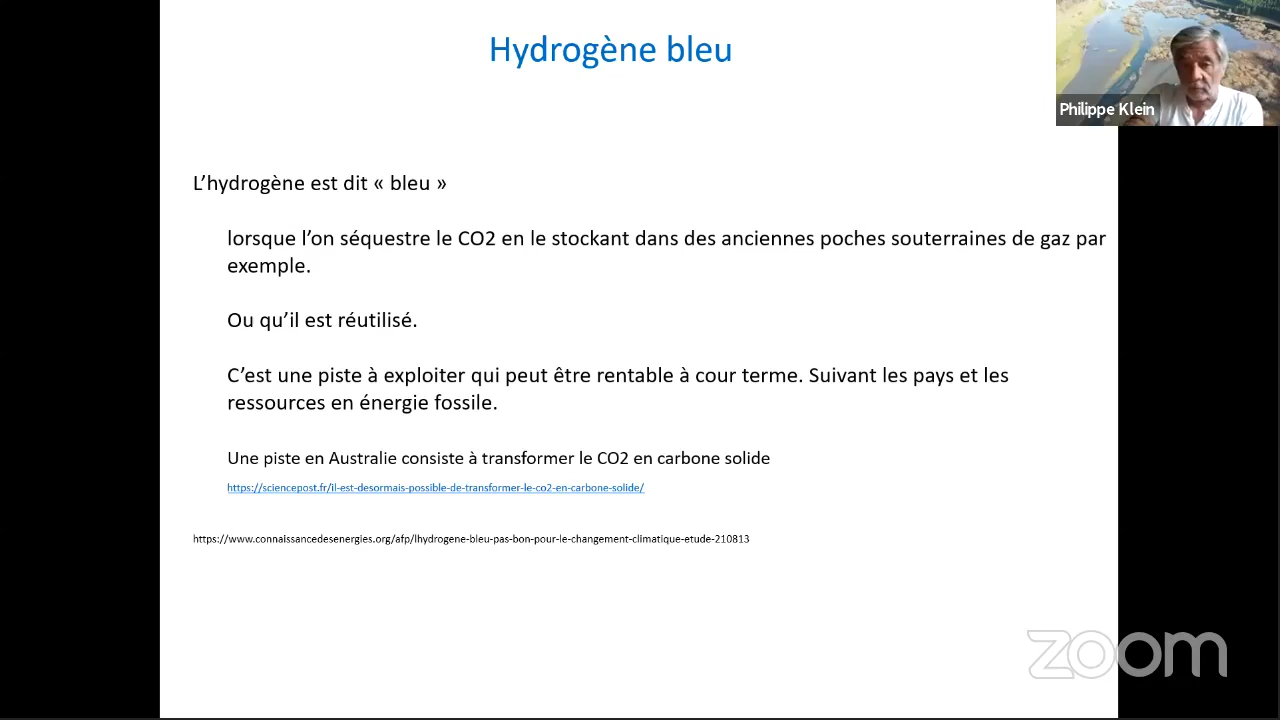 Hydrogène bleu
Philippe Klein
L’hydrogène est dit « bleu »
lorsque l’on séquestre le CO2 en le stockant dans des anciennes poches souterraines de gaz par
exemple.
Ou qu’il est réutilisé.
C’est une piste à exploiter qui peut être rentable à cour terme. Suivant les pays et les
ressources en énergie fossile.
Une piste en Australie consiste à transformer le CO2 en carbone solide
https://sciencepost.fr/il-est-desormais-possible-de-transformer-le-co2-en-carbone-solide/
https://www.connaissancedesenergies.org/afp/lhydrogene-bleu-pas-bon-pour-le-changement-climatique-etude-210813
zoom